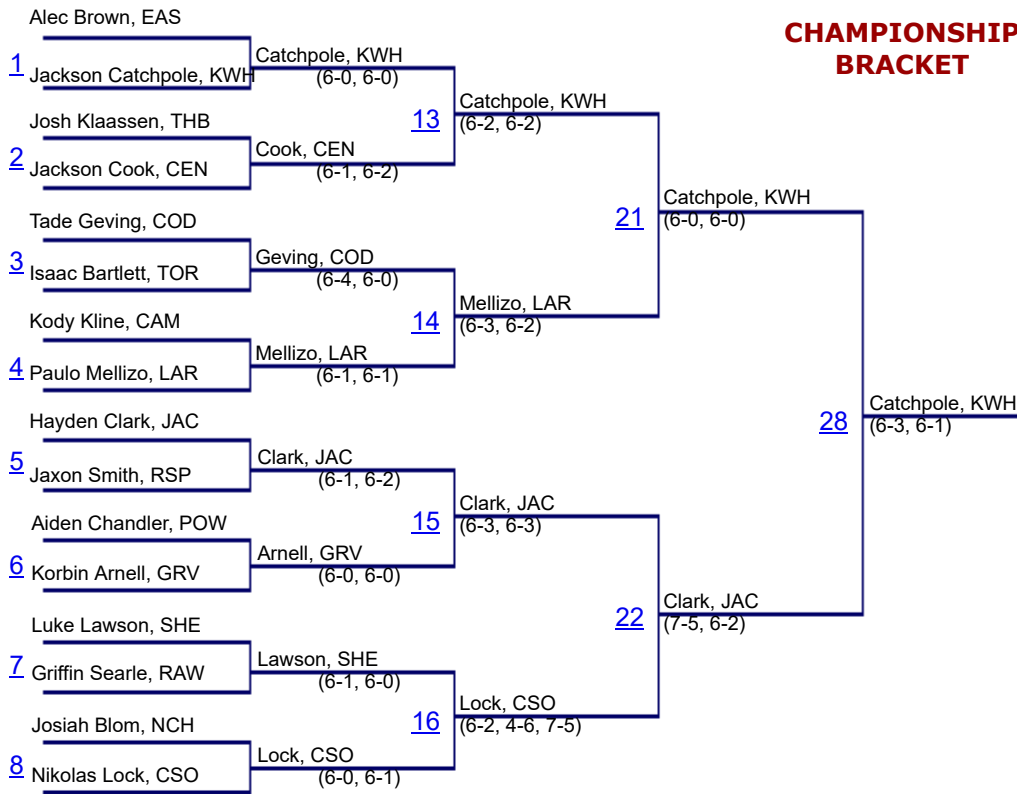 CHAMPIONSHIP
BRACKET
Alec Brown, EAS
1
Jackson Catchpole, KWH
Catchpole, KWH
(6-0, 6-0)
Josh Klaassen, THB
2
Jackson Cook, CEN
Cook, CEN
(6-1, 6-2)
13
Catchpole, KWH
(6-2, 6-2)
Tade Geving, COD
3
Isaac Bartlett, TOR
Geving, COD
(6-4, 6-0)
Kody Kline, CAM
4
Paulo Mellizo, LAR
Mellizo, LAR
(6-1, 6-1)
14
Mellizo, LAR
(6-3, 6-2)
21
Catchpole, KWH
(6-0, 6-0)
Hayden Clark, JAC
5
Jaxon Smith, RSP
Clark, JAC
(6-1, 6-2)
Aiden Chandler, POW
6
Korbin Arnell, GRV
Arnell, GRV
(6-0, 6-0)
15
Clark, JAC
(6-3, 6-3)
Luke Lawson, SHE
7
Griffin Searle, RAW
Lawson, SHE
(6-1, 6-0)
Josiah Blom, NCH
8
Nikolas Lock, CSO
Lock, CSO
(6-0, 6-1)
16
Lock, CSO
(6-2, 4-6, 7-5)
22
Clark, JAC
(7-5, 6-2)
28
Catchpole, KWH
(6-3, 6-1)